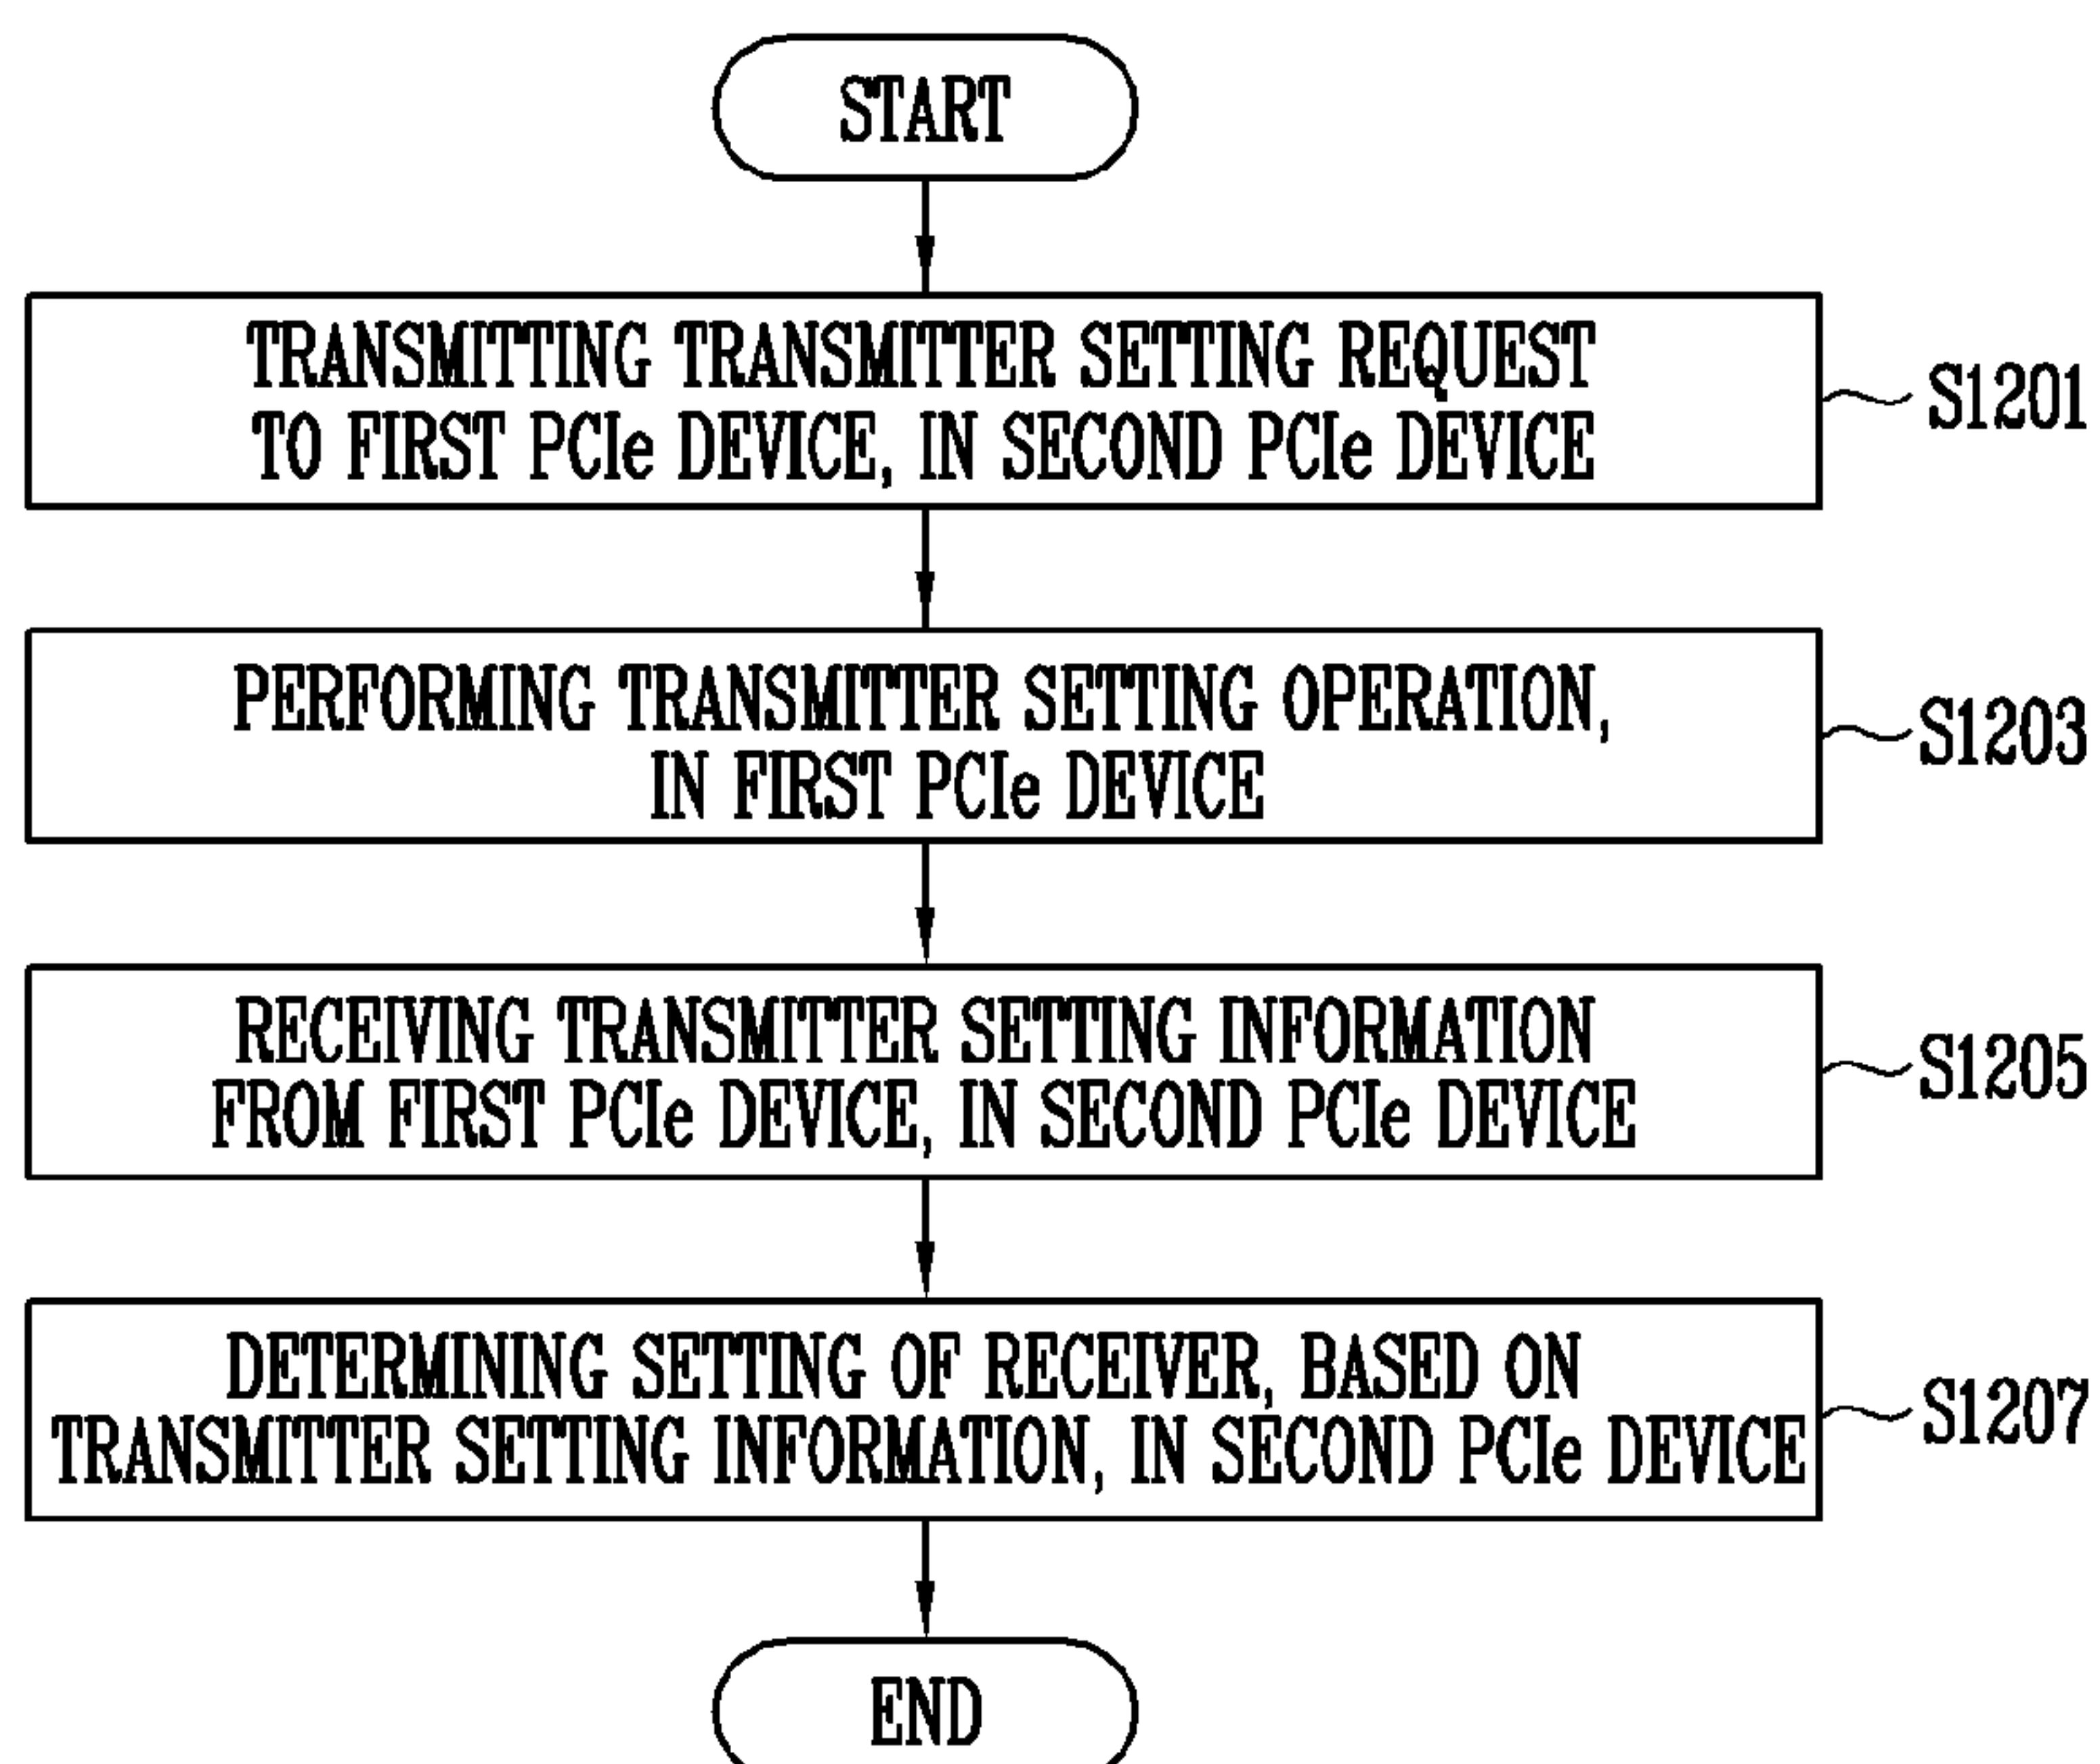 START
TRANSMITTING TRANSMITTER SETTING REQUEST
TO FIRST PCIe DEVICE, IN SECOND PCIe DEVICE
S1201
PERFORMING TRANSMITTER SETTING OPERATION,
IN FIRST PCIe DEVICE
S1203
RECEIVING TRANSMITTER SETTING INFORMATION
FROM FIRST PCIe DEVICE, IN SECOND PCIe DEVICE
S1205
DETERMINING SETTING OF RECEIVER, BASED ON
TRANSMITTER SETTING INFORMATION, IN SECOND PCIe DEVICE
S1207
END